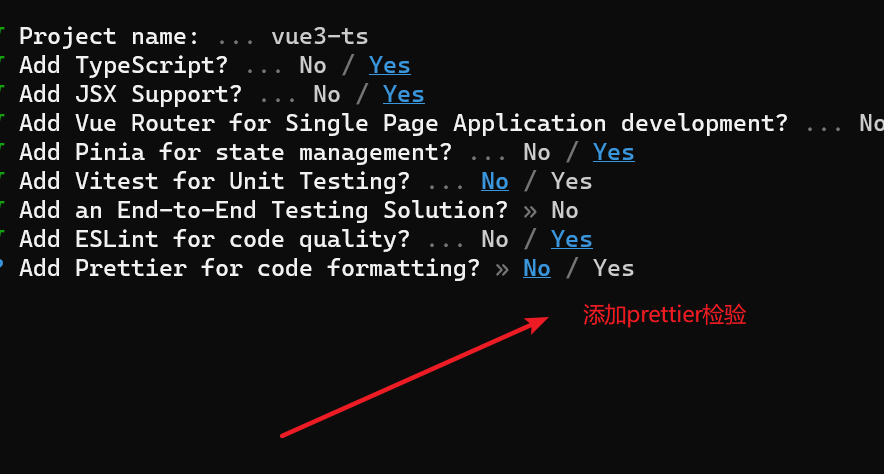 Project name: ... vue3-ts
Add TypeScript? ... No / Yes
Add JSX Support? ... No / Yes
Add Vue Router for Single Page Application development? ... No
Add Pinia for state management? ... No / Yes
Add Vitest for Unit Testing? ... No / Yes
Add an End-to-End Testing Solution? » No
Add ESLint for code quality? ... No / Yes
Add Prettier for code formatting? » No / Yes
添加prettier检验